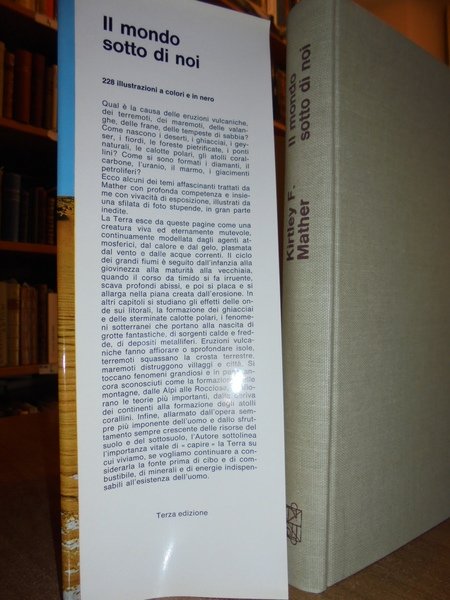 Il mondo
sotto di noi
228 illustrazioni a colori e in nero
Qual è la causa delle eruzioni vulcaniche,
dei terremoti, dei maremoti, delle valan-
ghe, delle frane, delle tempeste di sabbia?
Come nascono i deserti, i ghiacciai, i gey-
ser, i fiordi, le foreste pietrificate, i ponti
naturali, le calotte polari, gli atolli coral-
lini? Come si sono formati i diamanti, il
carbone, l'uranio, il marmo, i giacimenti
petroliferi?
Ecco alcuni dei temi affascinanti trattati da
Mather con profonda competenza e insie-
me con vivacità di esposizione, illustrati da
una sfilata di foto stupende, in gran parte
inedite.
La Terra esce da queste pagine come una
creatura viva ed eternamente mutevole,
continuamente modellata dagli agenti at-
mosferici, dal calore e dal gelo, plasmata
dal vento e dalle acque correnti. Il ciclo
dei grandi fiumi è seguito dall'infanzia alla
giovinezza alla maturità alla vecchiaia,
quando il corso da timido si fa irruente,
scava profondi abissi, e poi si placa e si
allarga nella piana creata dall'erosione. In
altri capitoli si studiano gli effetti delle on-
de sui litorali, la formazione dei ghiacciai
e delle sterminate calotte polari, i fenome-
ni sotterranei che portano alla nascita di
grotte fantastiche, di sorgenti calde e fred-
de, di depositi metalliferi. Eruzioni vulca-
niche fanno affiorare o sprofondare isole,
terremoti squassano la crosta terrestre,
maremoti distruggono villaggi e città. Si
toccano fenomeni grandiosi e in
sconosciuti come la formazione delle
montagne, dalle Alpi alle Rocciose,
rano le teorie più importanti, dalla deriva
dei continenti alla formazione degli atolli
corallini. Infine, allarmato dall'opera sem-
pre più imponente dell'uomo e dallo sfrut-
tamento sempre crescente delle risorse del
suolo e del sottosuolo, l'Autore sottolinea
l'importanza vitale di « capire » la Terra su
cui viviamo, se vogliamo continuare a con-
siderarla la fonte prima di cibo e di com-
bustibile, di minerali e di energie indispen-
sabili all'esistenza dell'uomo.
Terza edizione
Kirtley F.
Mather
Il mondo
sotto di noi